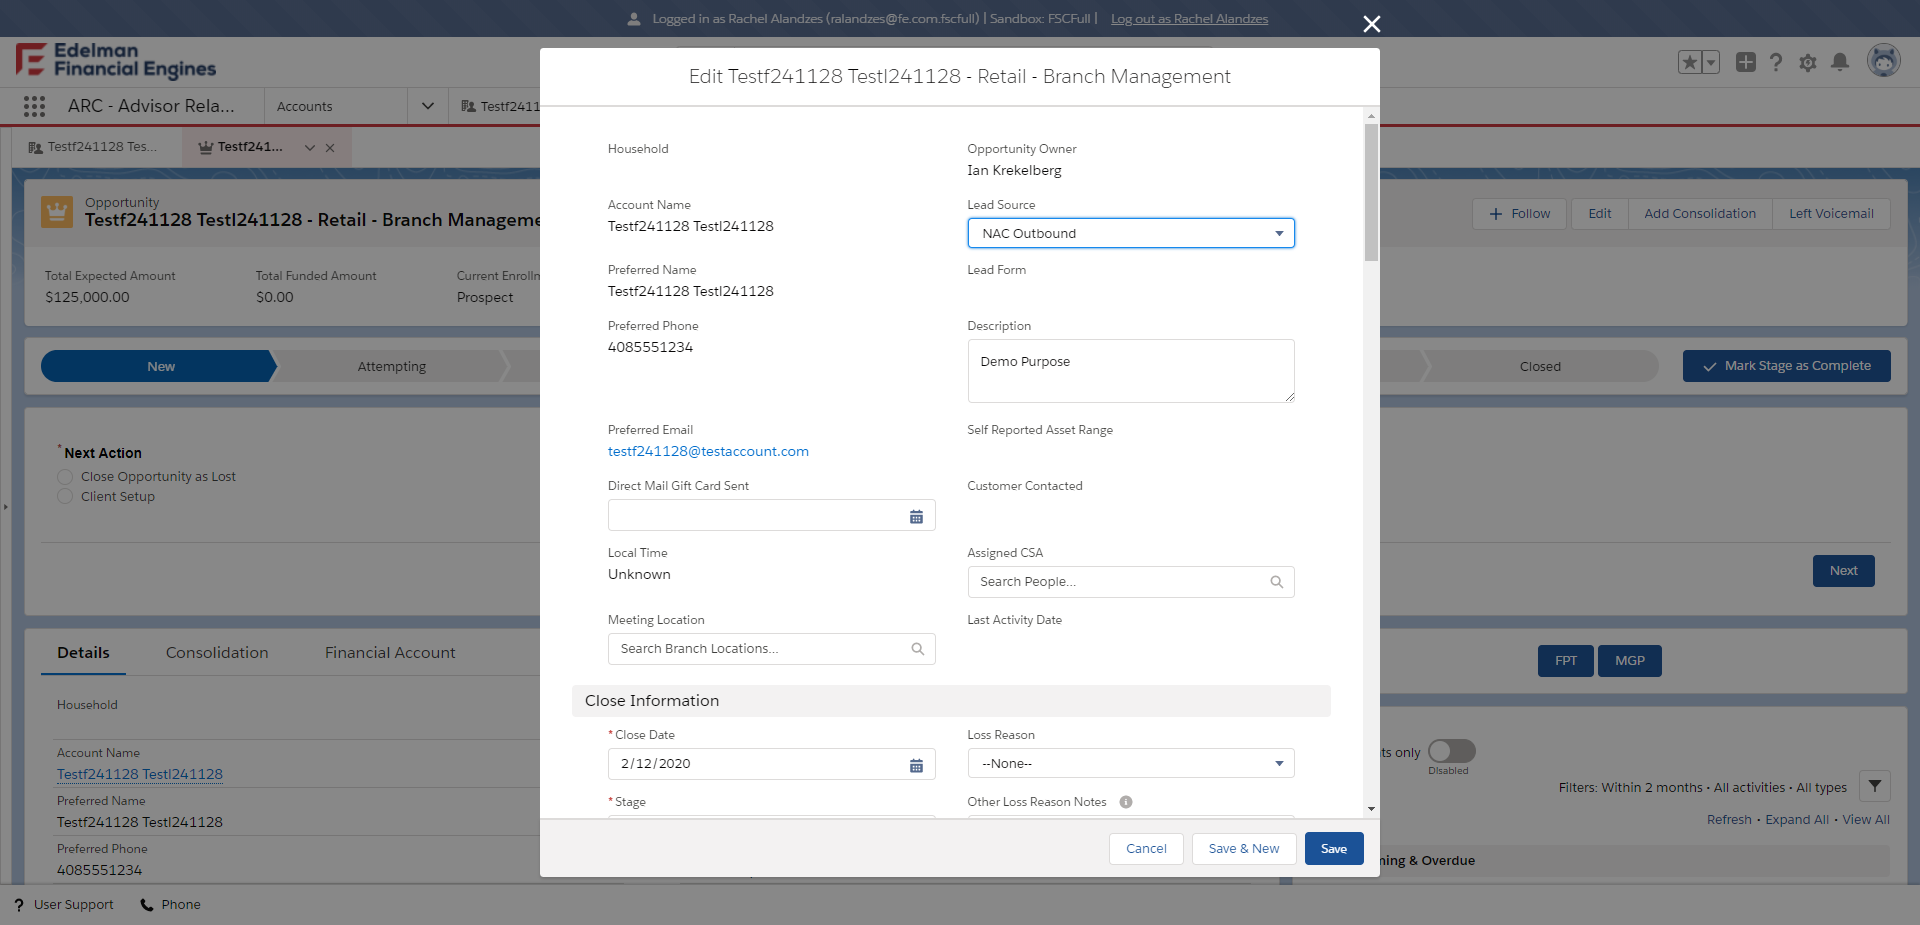 Logged in as Rachel Alandzes (ralandzes@fe.com.fscfull) | Sandbox: FSCFull | Log out as Rachel Alandzes
Edelman
Financial Engines
ARC - Advisor Rela...
Accounts
Testf2411
Testf241128 Tes...
Testf241...
Opportunity
Testf241128 Testl241128 - Retail - Branch Manageme
Follow
Edit
Add Consolidation
Left Voicemail
Total Expected Amount
$125,000.00
Total Funded Amount
$0.00
Current Enrolln
Prospect
New
Attempting
Closed
Mark Stage as Complete
*Next Action
Close Opportunity as Lost
Client Setup
Next
Details
Consolidation
Financial Account
FPT
MGP
Household
Account Name
Testf241128 Testl241128
Preferred Name
Testf241128 Testl241128
Preferred Phone
4085551234
ts only
Disabled
Filters: Within 2 months • All activities • All types
Refresh • Expand All • View All
ning & Overdue
User Support
Phone
Edit Testf241128 Testl241128 - Retail - Branch Management
Household
Opportunity Owner
Ian Krekelberg
Account Name
Testf241128 Testl241128
Lead Source
NAC Outbound
Preferred Name
Testf241128 Testl241128
Lead Form
Preferred Phone
4085551234
Description
Demo Purpose
Preferred Email
testf241128@testaccount.com
Self Reported Asset Range
Direct Mail Gift Card Sent
Customer Contacted
Local Time
Unknown
Assigned CSA
Search People...
Meeting Location
Search Branch Locations...
Last Activity Date
Close Information
*Close Date
2/12/2020
Loss Reason
--None--
*Stage
Other Loss Reason Notes
Cancel
Save & New
Save